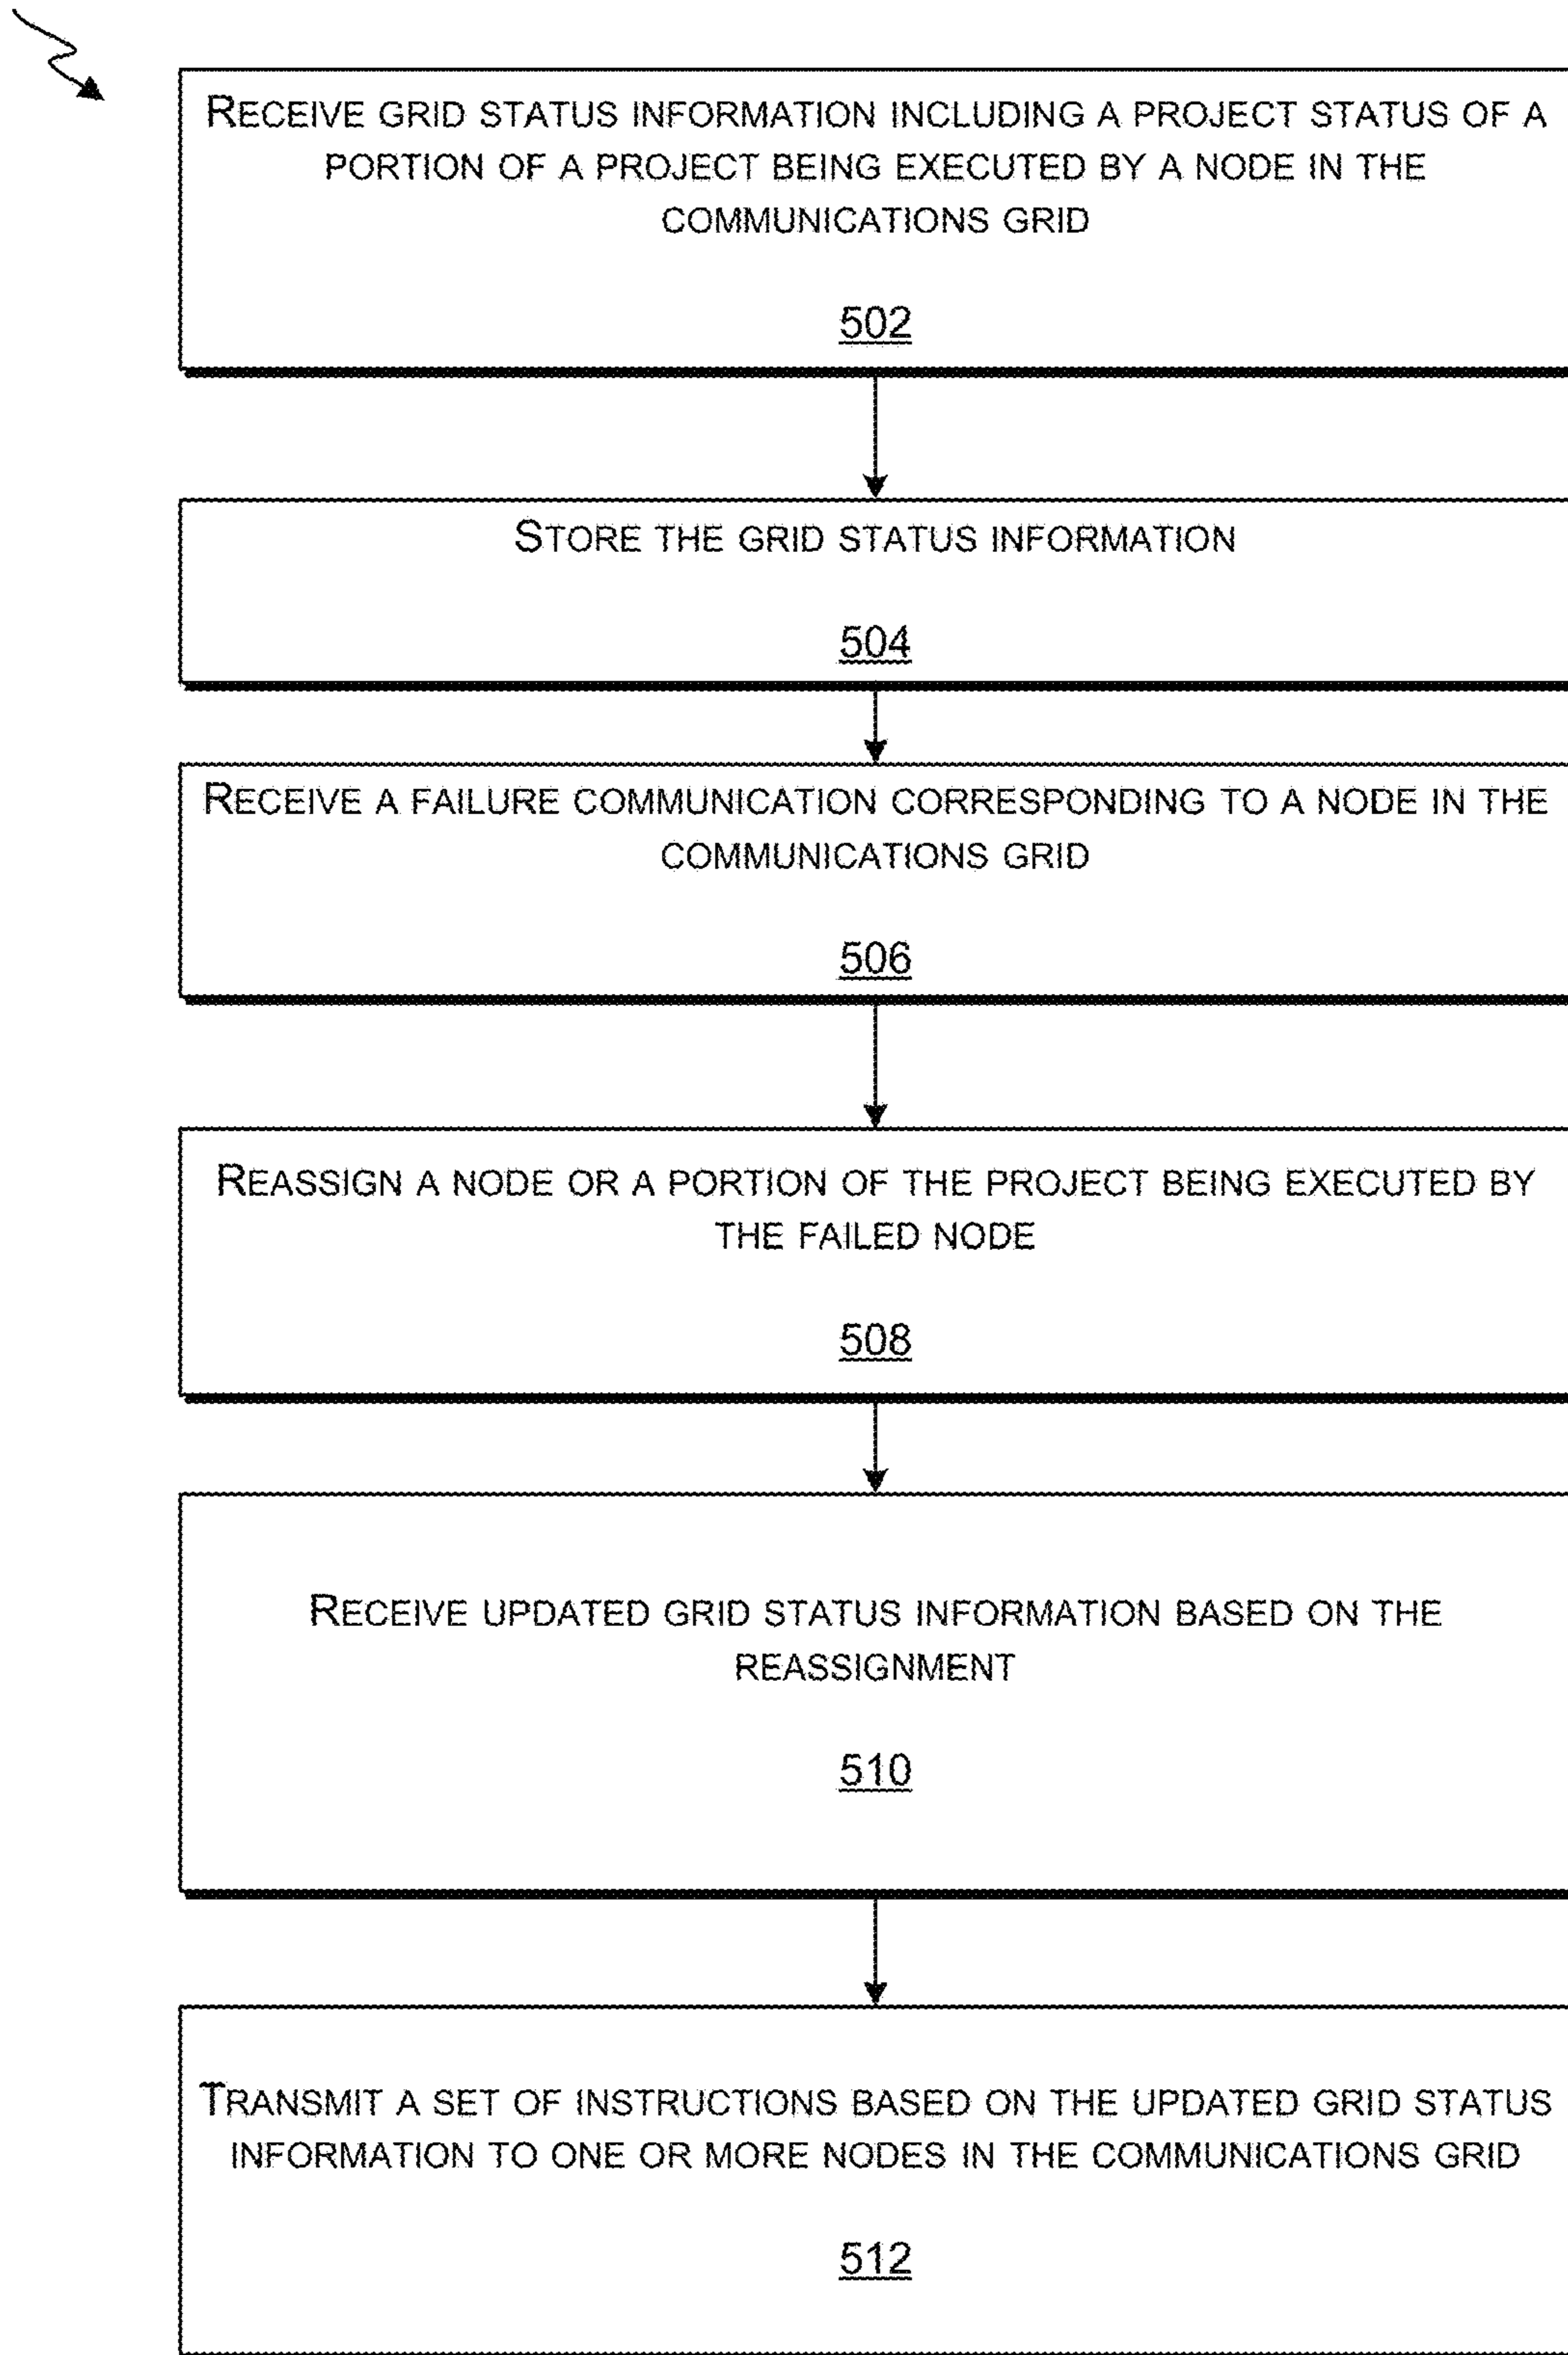 RECEIVE GRID STATUS INFORMATION INCLUDING A PROJECT STATUS OF A
PORTION OF A PROJECT BEING EXECUTED BY A NODE IN THE
COMMUNICATIONS GRID
502
STORE THE GRID STATUS INFORMATION
504
RECEIVE A FAILURE COMMUNICATION CORRESPONDING TO A NODE IN THE
COMMUNICATIONS GRID
506
REASSIGN A NODE OR A PORTION OF THE PROJECT BEING EXECUTED BY
THE FAILED NODE
508
RECEIVE UPDATED GRID STATUS INFORMATION BASED ON THE
REASSIGNMENT
510
TRANSMIT A SET OF INSTRUCTIONS BASED ON THE UPDATED GRID STATUS
INFORMATION TO ONE OR MORE NODES IN THE COMMUNICATIONS GRID
512